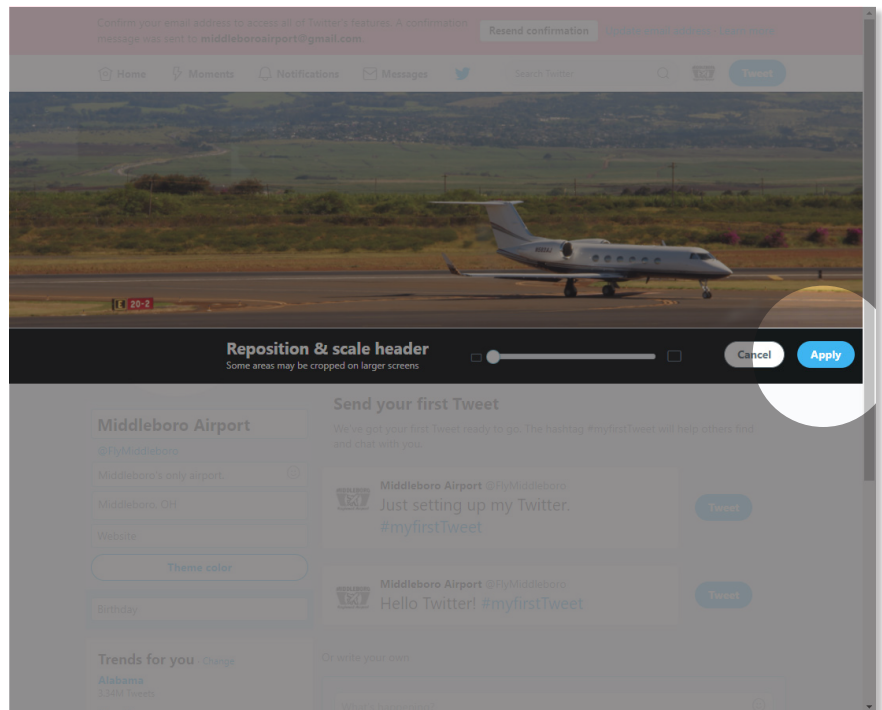 Confirm your email address to access all of Twitter's features. A confirmation
message was sent to middleboroairport@gmail.com.
Resend confirmation
Home
Moments
Notifications
Messages
Search Twitter
Tweet
20-2
Reposition & scale header
Some areas may be cropped on larger screens
Cancel
Apply
Send your first Tweet
We've got your first Tweet ready to go. The hashtag #myfirstTweet will help others find
and chat with you.
Middleboro Airport
@FlyMiddleboro
Middleboro's only airport.
Middleboro, OH
Website
Theme color
Birthday
Middleboro Airport @FlyMiddleboro
Just setting up my Twitter.
#myfirstTweet
Tweet
Middleboro Airport @FlyMiddleboro
Hello Twitter! #myfirstTweet
Tweet
Trends for you · Change
Alabama
Or write your own